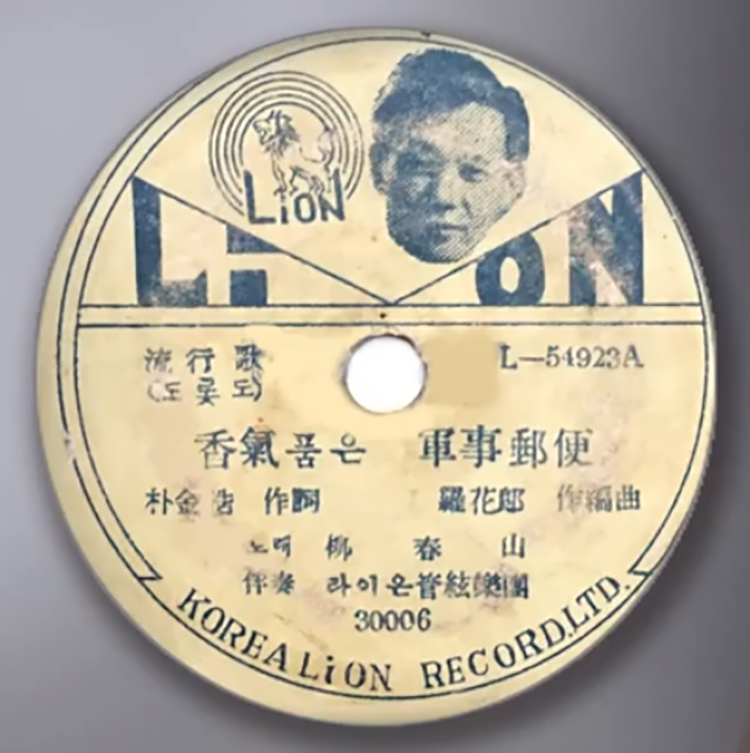 LiON
LiON
流行歌 L—54923A
(도롯도)
香氣품은 軍事郵便
朴金浩 作詞 羅花郎 作編曲
노래 柳春山
伴奏 라이온管絃樂團
30006
KOREA LiON RECORD.LTD.